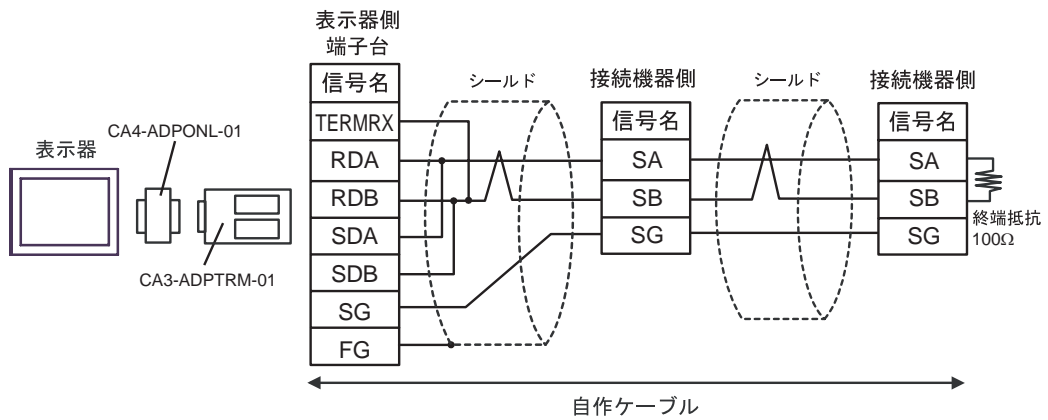 表示器
CA4-ADPONL-01
CA3-ADPTRM-01
表示器側
端子台
信号名
TERMRX
RDA
RDB
SDA
SDB
SG
FG
シールド
接続機器側
信号名
SA
SB
SG
シールド
接続機器側
信号名
SA
SB
SG
終端抵抗
100Ω
自作ケーブル